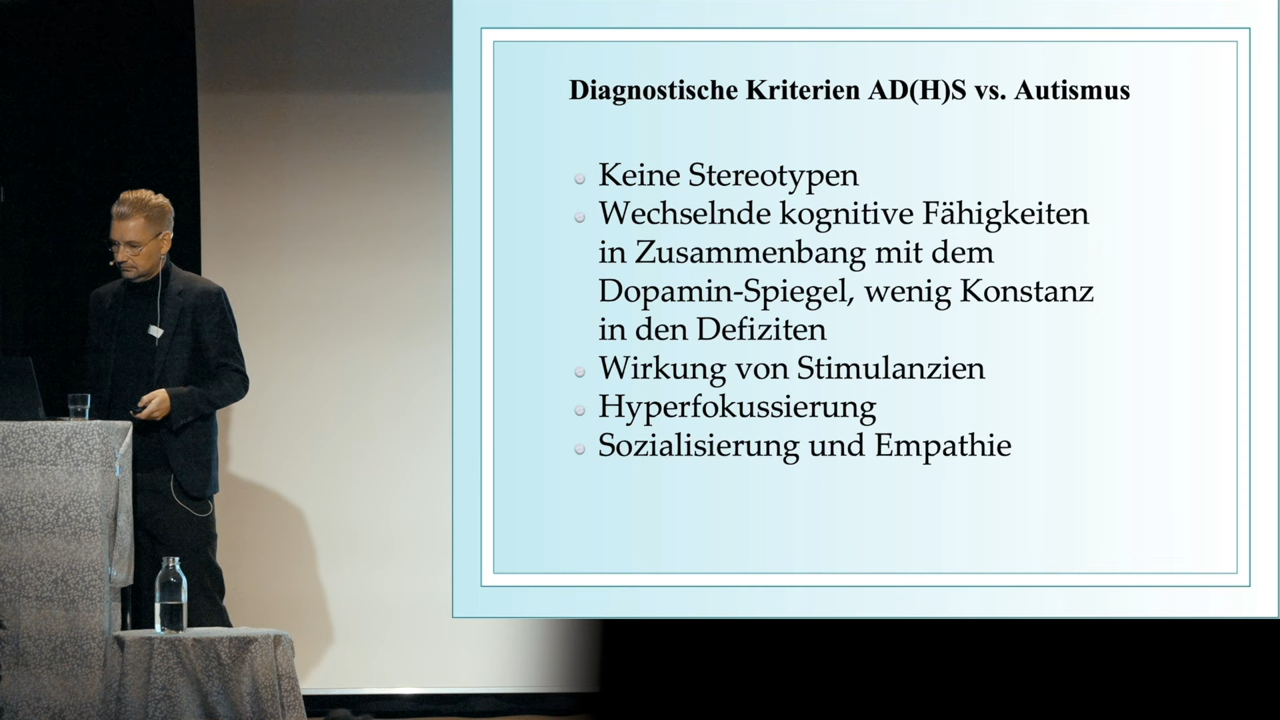 Diagnostische Kriterien AD(H)S vs. Autismus
Keine Stereotypen
Wechselnde kognitive Fähigkeiten
in Zusammenbang mit dem
Dopamin-Spiegel, wenig Konstanz
in den Defiziten
Wirkung von Stimulanzien
Hyperfokussierung
Sozialisierung und Empathie